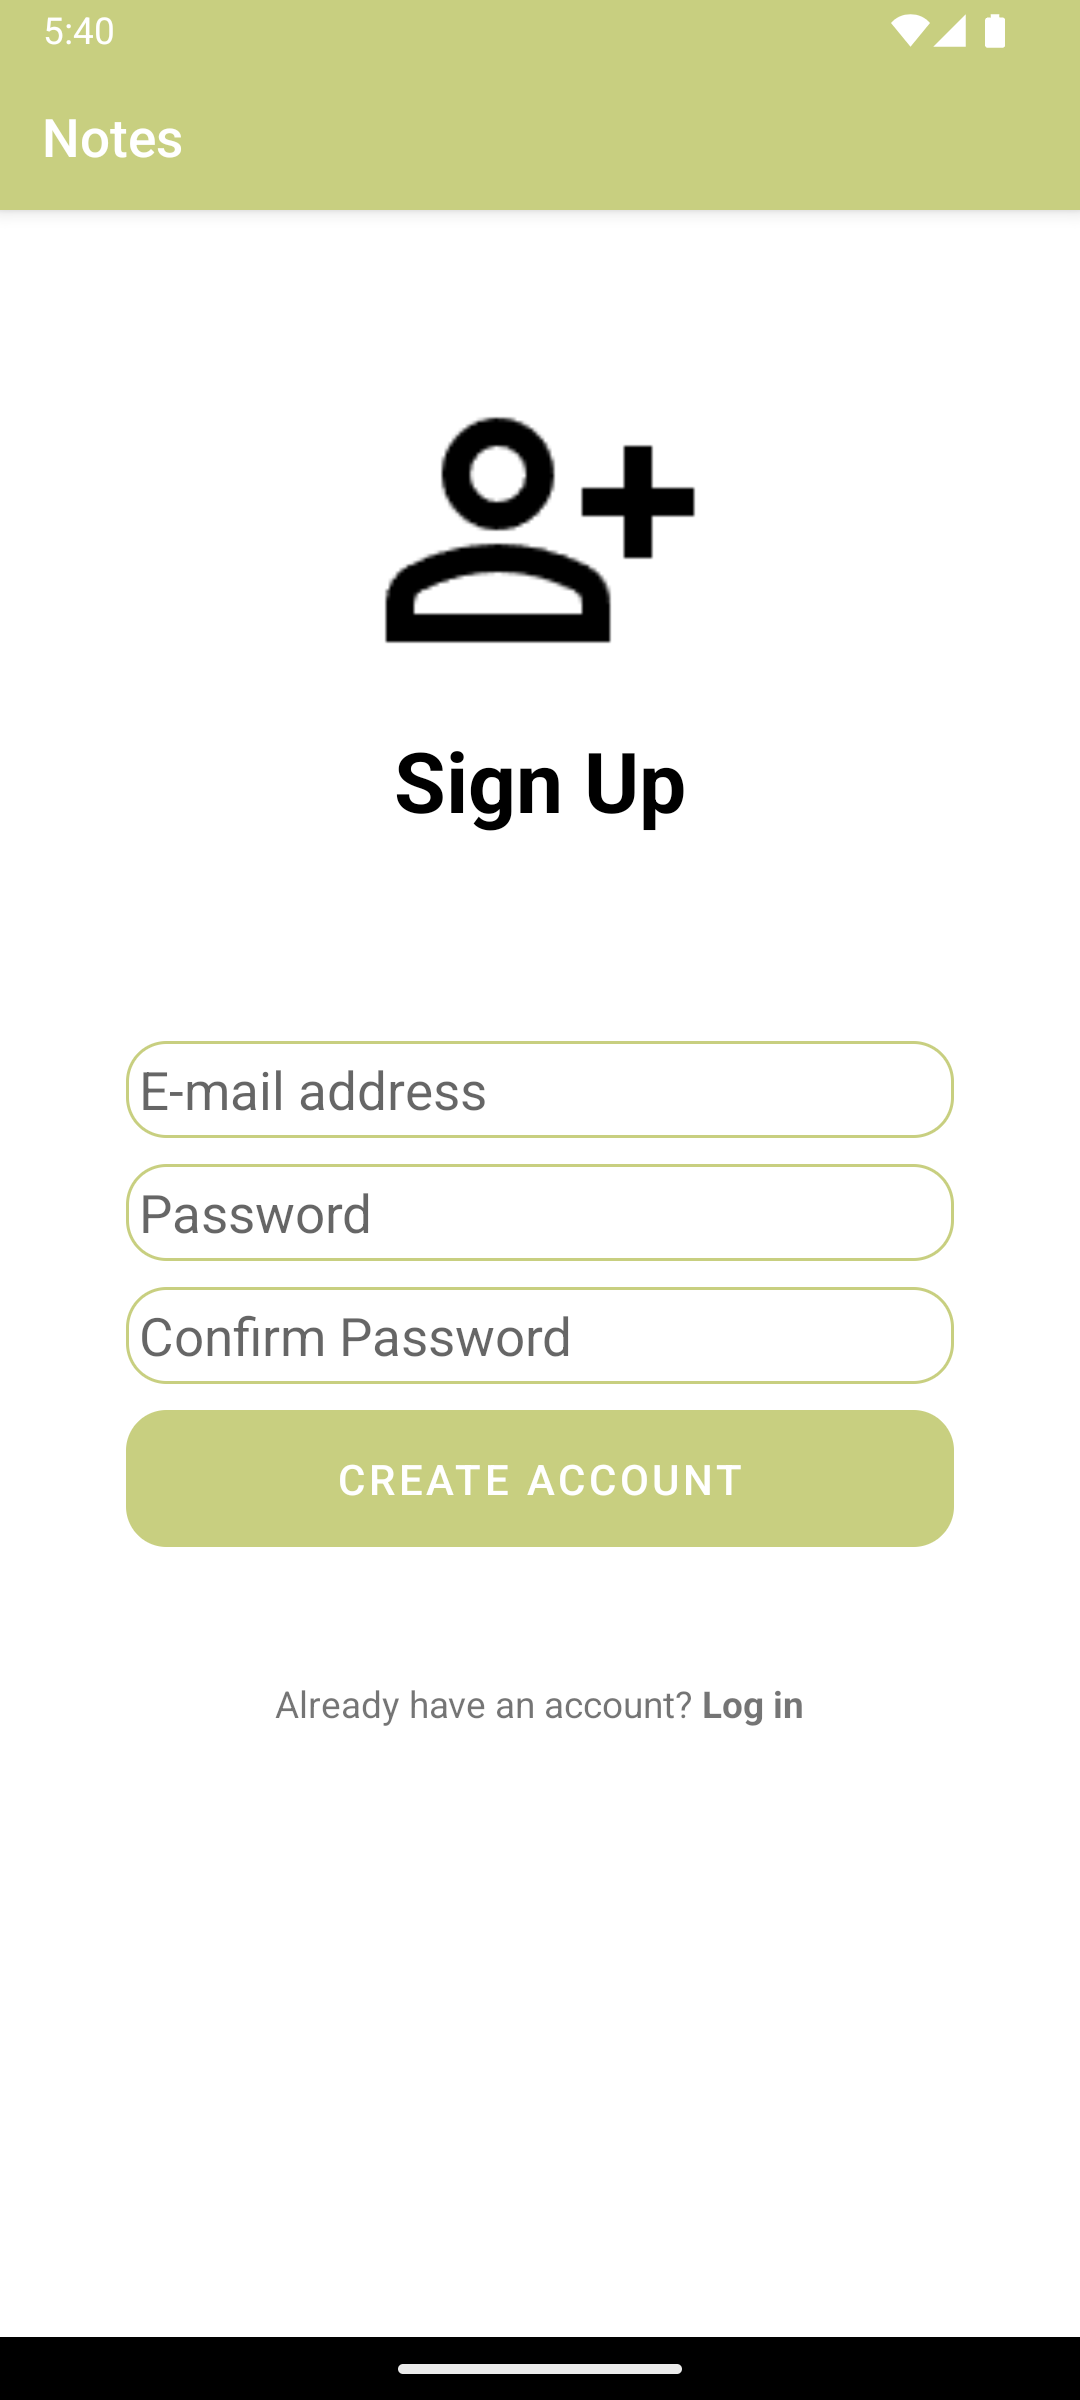 5:40
Notes
Sign Up
E-mail address
Password
Confirm Password
CREATE ACCOUNT
Already have an account? Log in